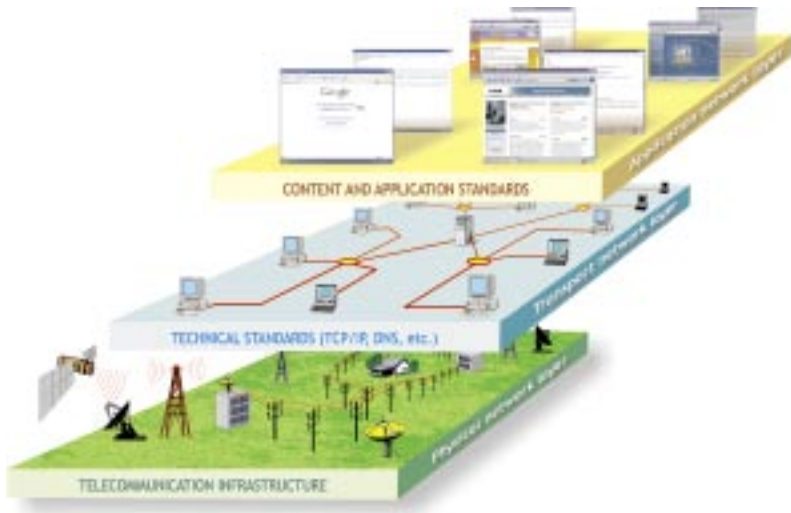 Google
Application network layer
CONTENT AND APPLICATION STANDARDS
Transport network layer
TECHNICAL STANDARDS (TCP/IP, DNS, etc.)
Physical network layer
TELECOMMUNICATION INFRASTRUCTURE